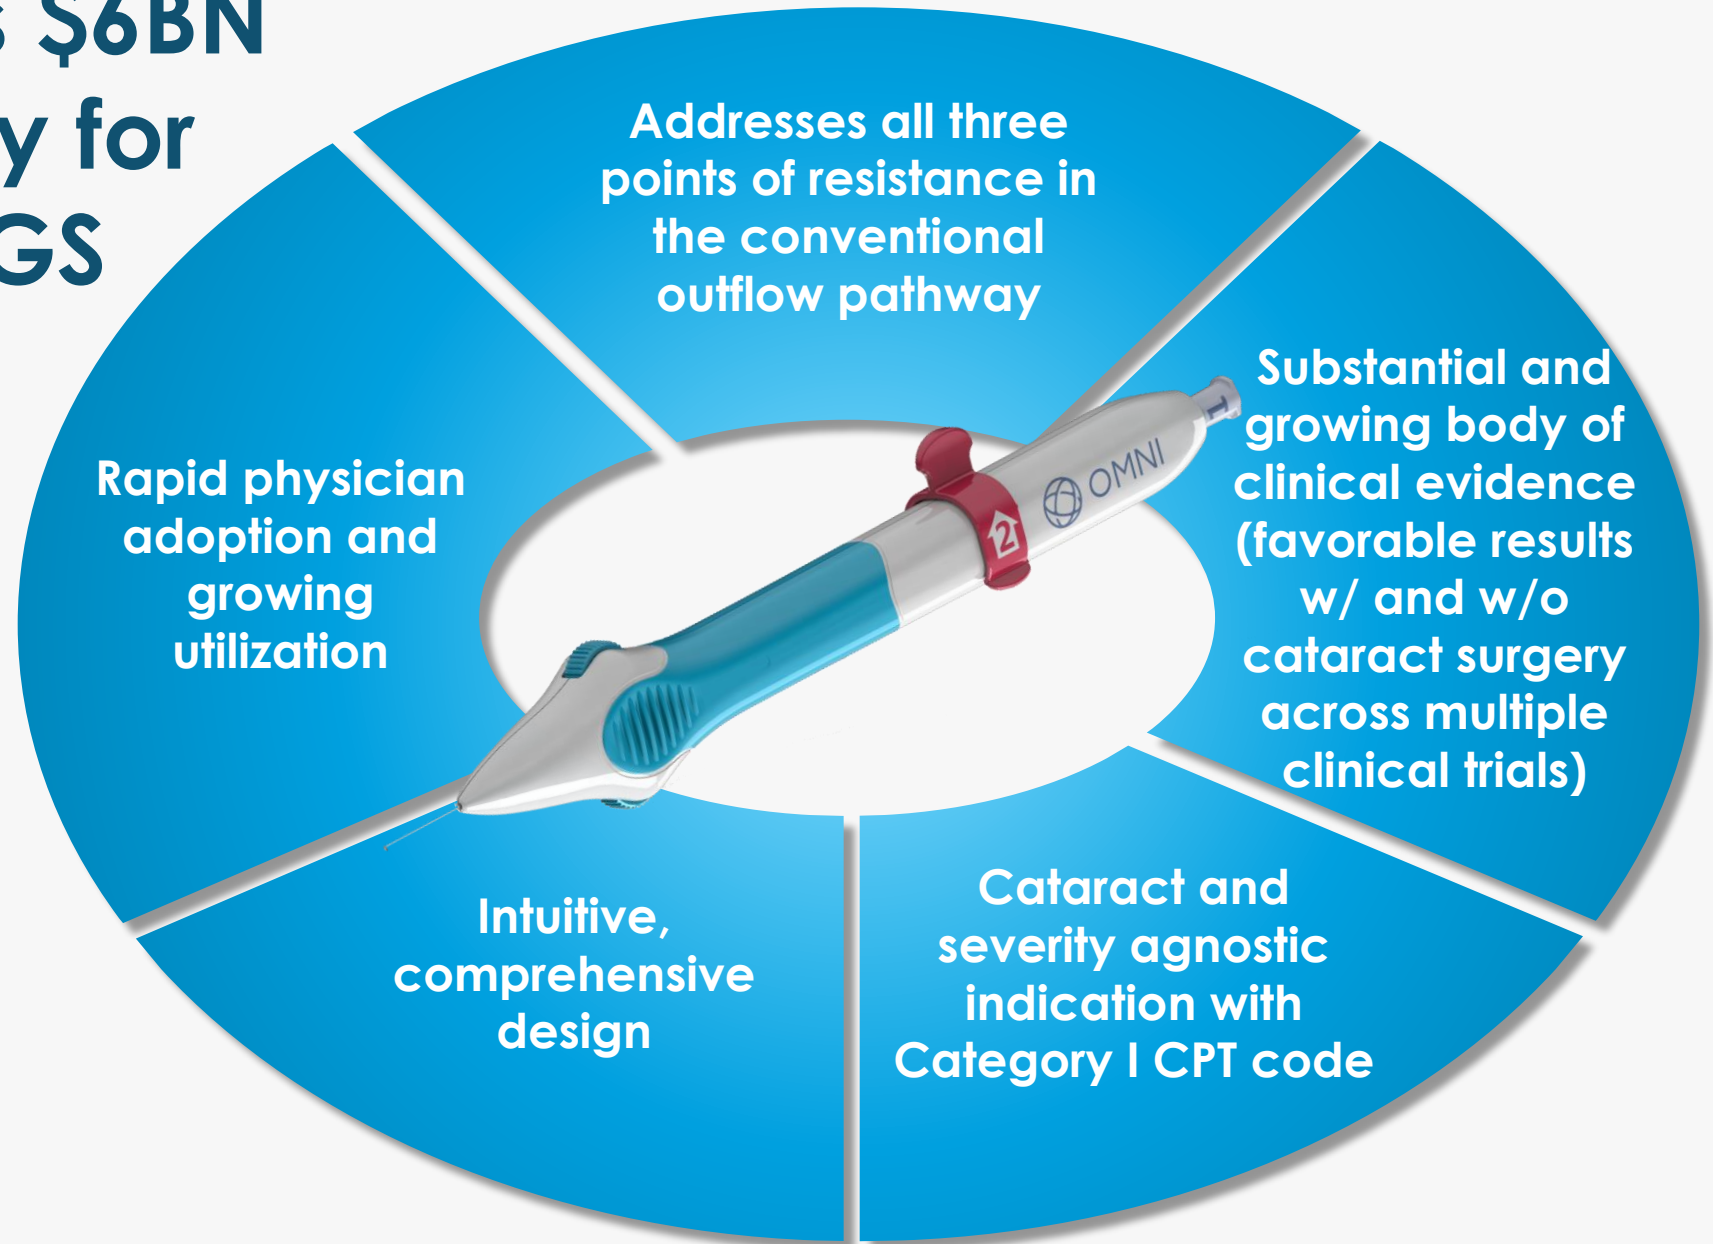 $6BN
for
Addresses all three
points of resistance in
the conventional
outflow pathway
Substantial and
growing body of
clinical evidence
(favorable results
w/ and w/o
cataract surgery
across multiple
clinical trials)
Cataract and
severity agnostic
indication with
Category I CPT code
Intuitive,
comprehensive
design
Rapid physician
adoption and
growing
utilization
OMNI
2
1